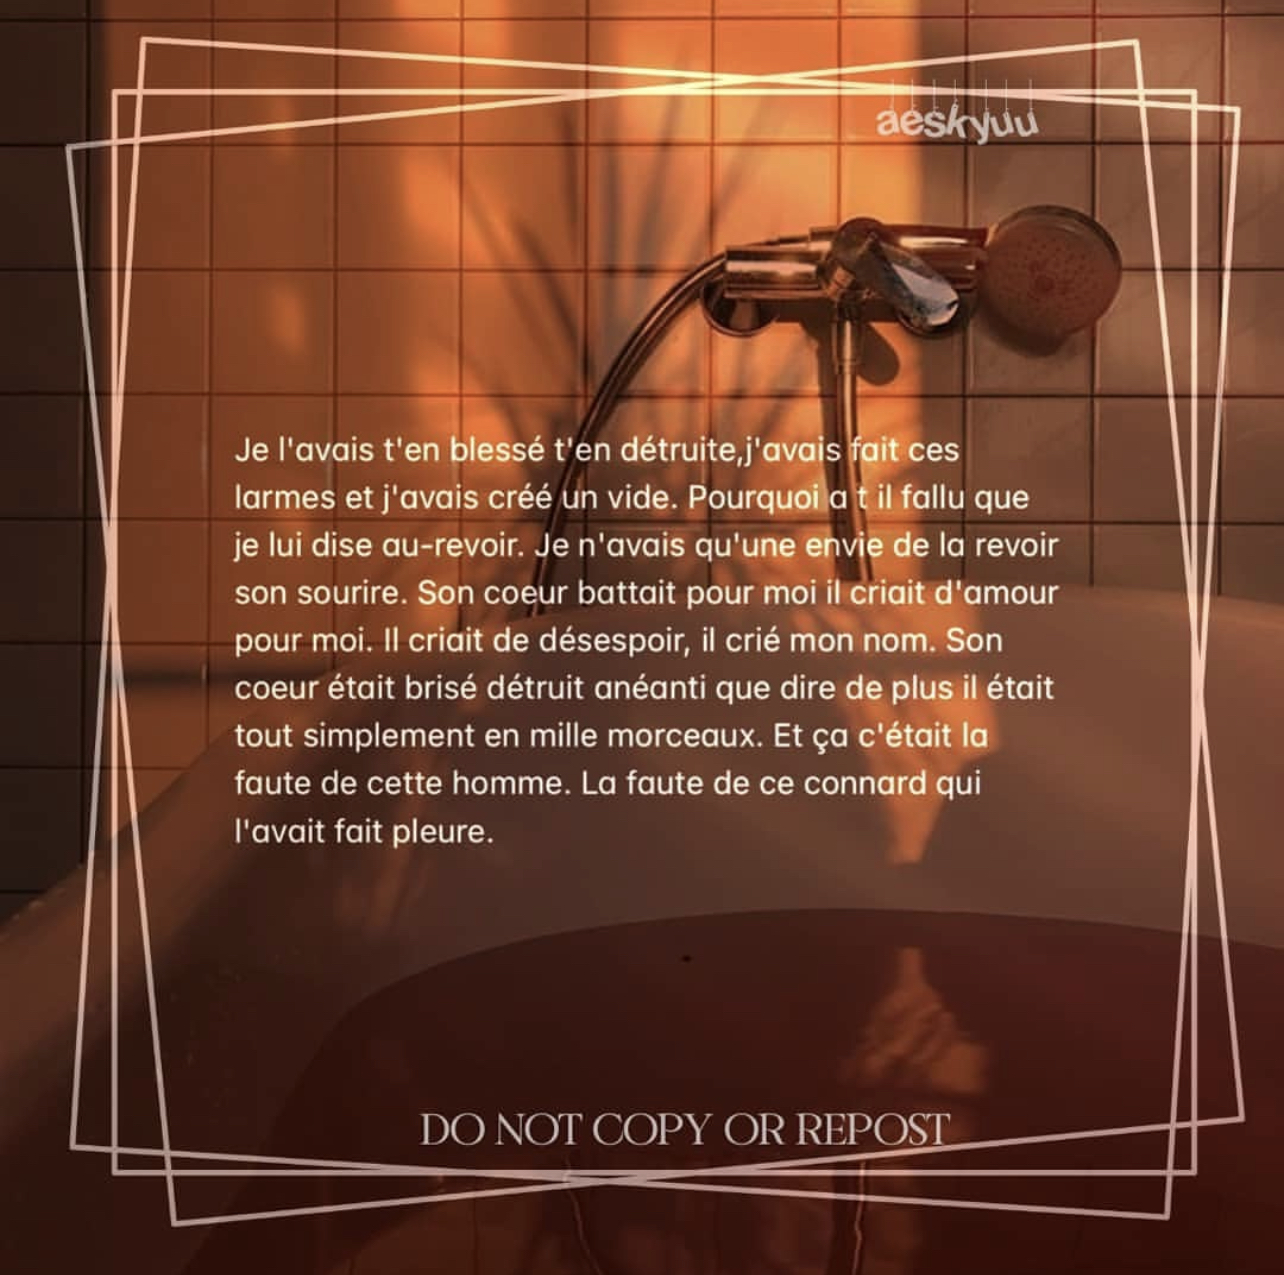 aeskyuu
Je l'avais t'en blessé t'en détruite,j'avais fait ces
larmes et j'avais créé un vide. Pourquoi a t il fallu que
je lui dise au-revoir. Je n'avais qu'une envie de la revoir
son sourire. Son coeur battait pour moi il criait d'amour
pour moi. Il criait de désespoir, il crié mon nom. Son
coeur était brisé détruit anéanti que dire de plus il était
tout simplement en mille morceaux. Et ça c'était la
faute de cette homme. La faute de ce connard qui
l'avait fait pleure.
DO NOT COPY OR REPOST